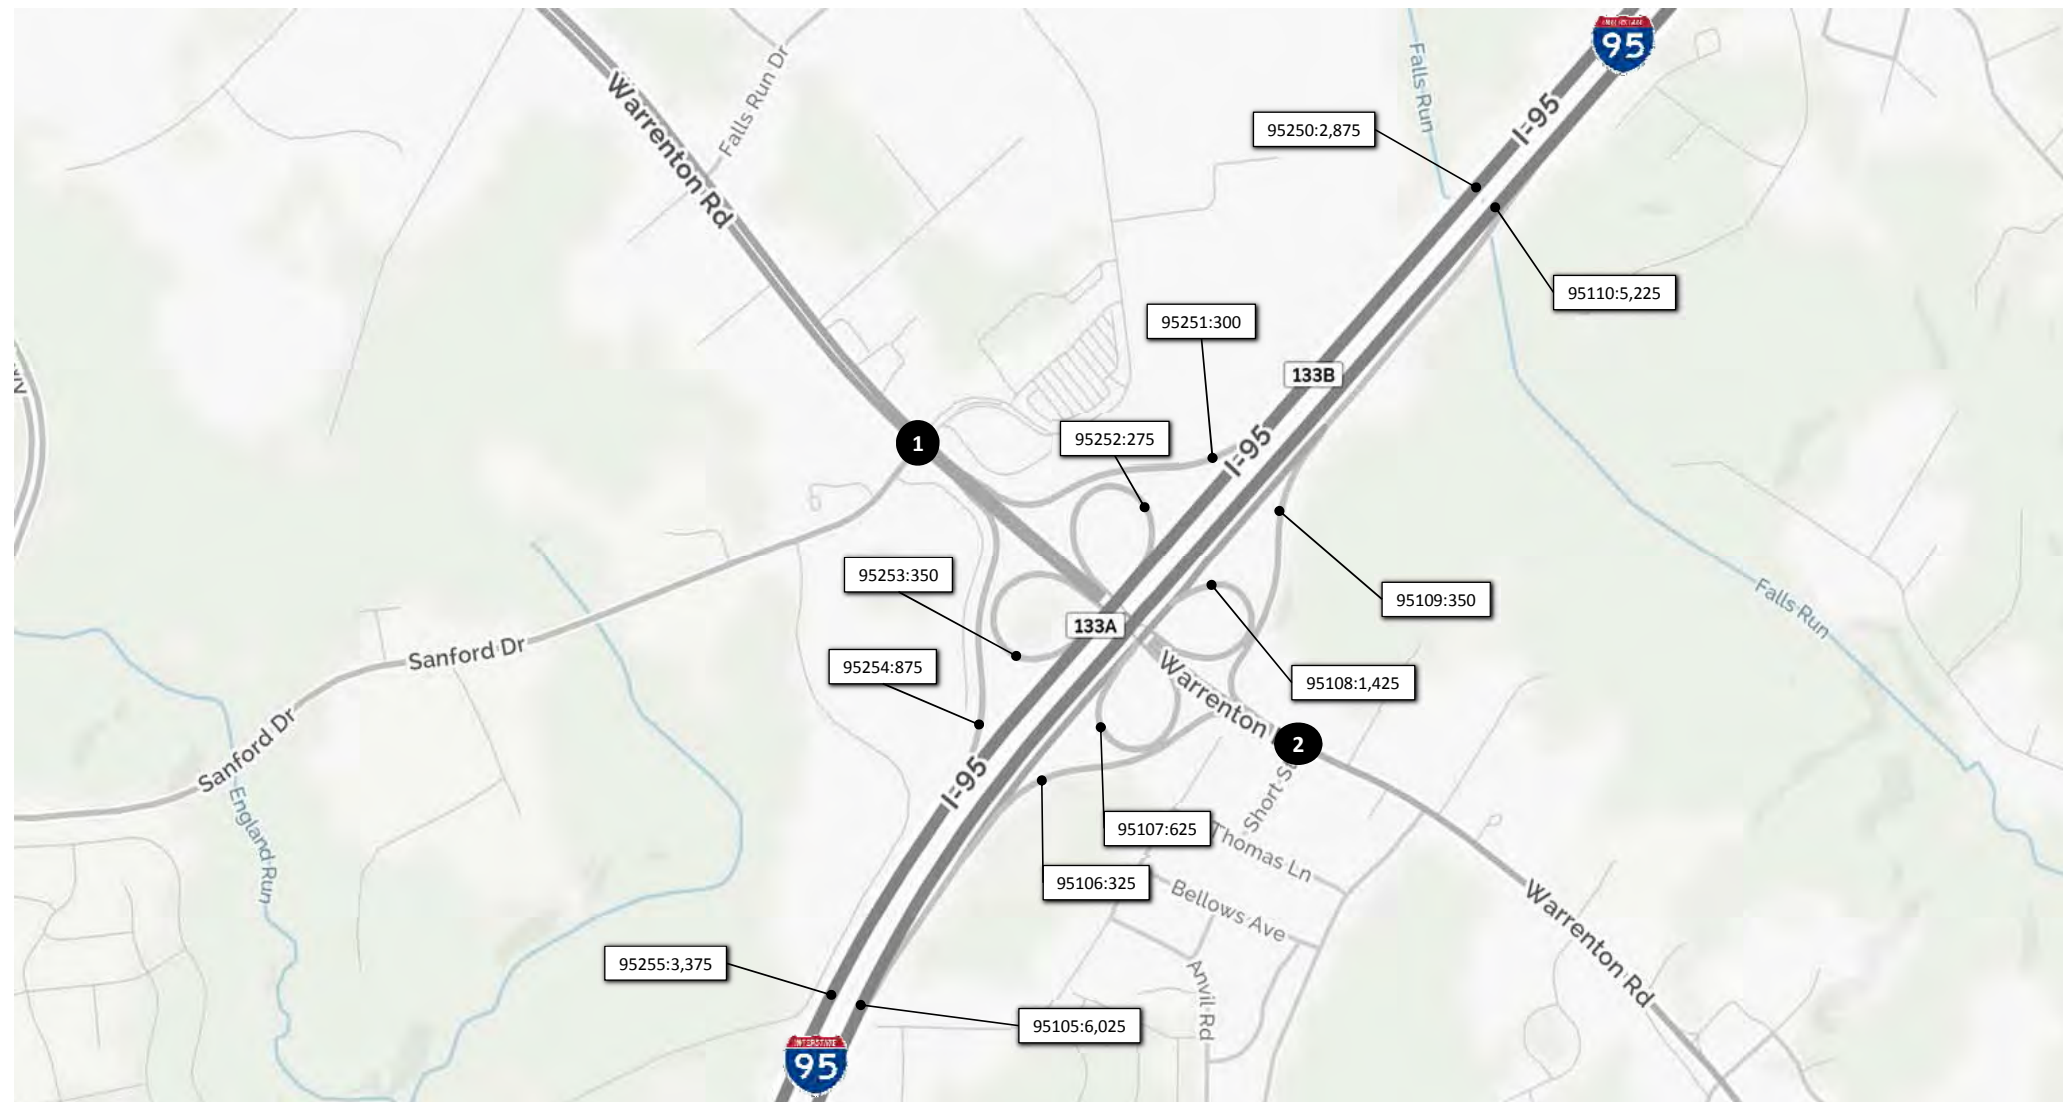 INTERSTATE
95
Falls Run Dr
Falls Run
Warrenton Rd
I-95
95250:2,875
95110:5,225
95251:300
133B
1
95252:275
I-95
95253:350
95109:350
133A
Falls Run
Sanford Dr
95254:875
95108:1,425
Warrenton
2
Sanford Dr
I-95
Short St
England Run
95107:625
Thomas Ln
95106:325
Bellows Ave
Warrenton Rd
95255:3,375
Anvil Rd
95105:6,025
INTERSTATE
95